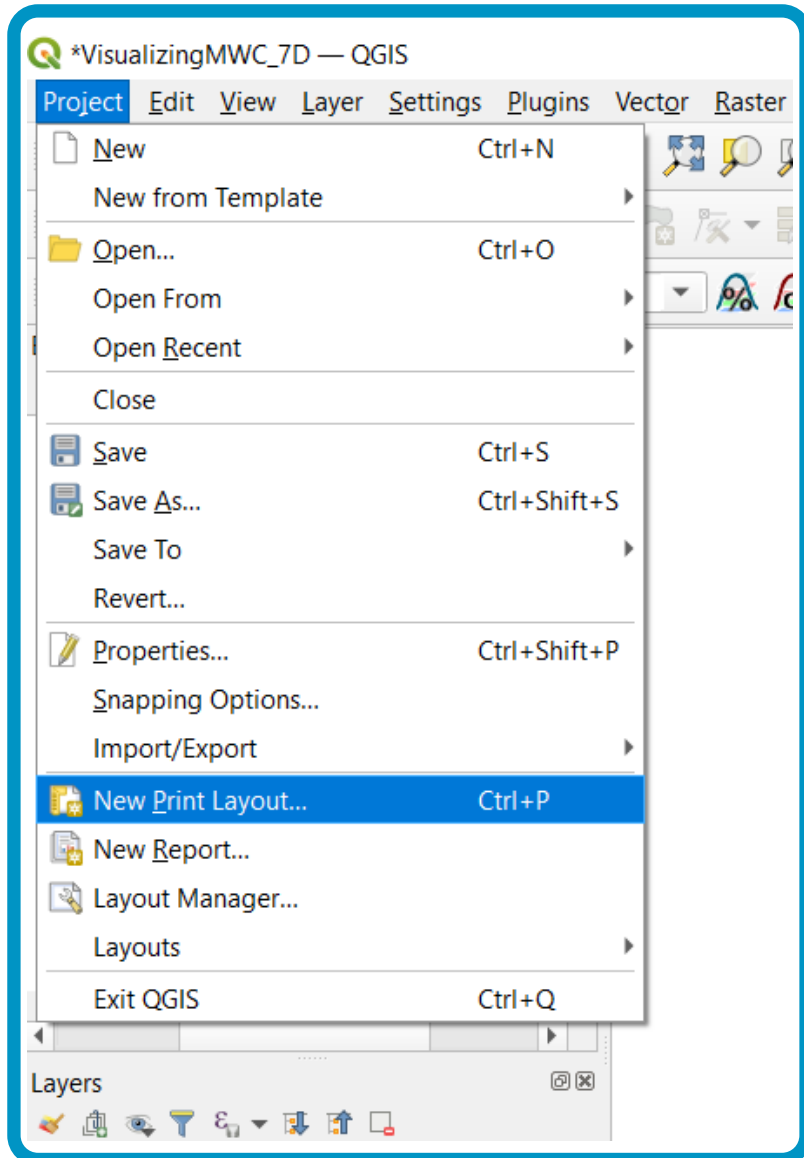 *VisualizingMWC_7D — QGIS
Project Edit View Layer Settings Plugins Vector Raster
New Ctrl+N
New from Template
Open... Ctrl+O
Open From
Open Recent
Close
Save Ctrl+S
Save As... Ctrl+Shift+S
Save To
Revert...
Properties... Ctrl+Shift+P
Snapping Options...
Import/Export
New Print Layout... Ctrl+P
New Report...
Layout Manager...
Layouts
Exit QGIS Ctrl+Q
Layers